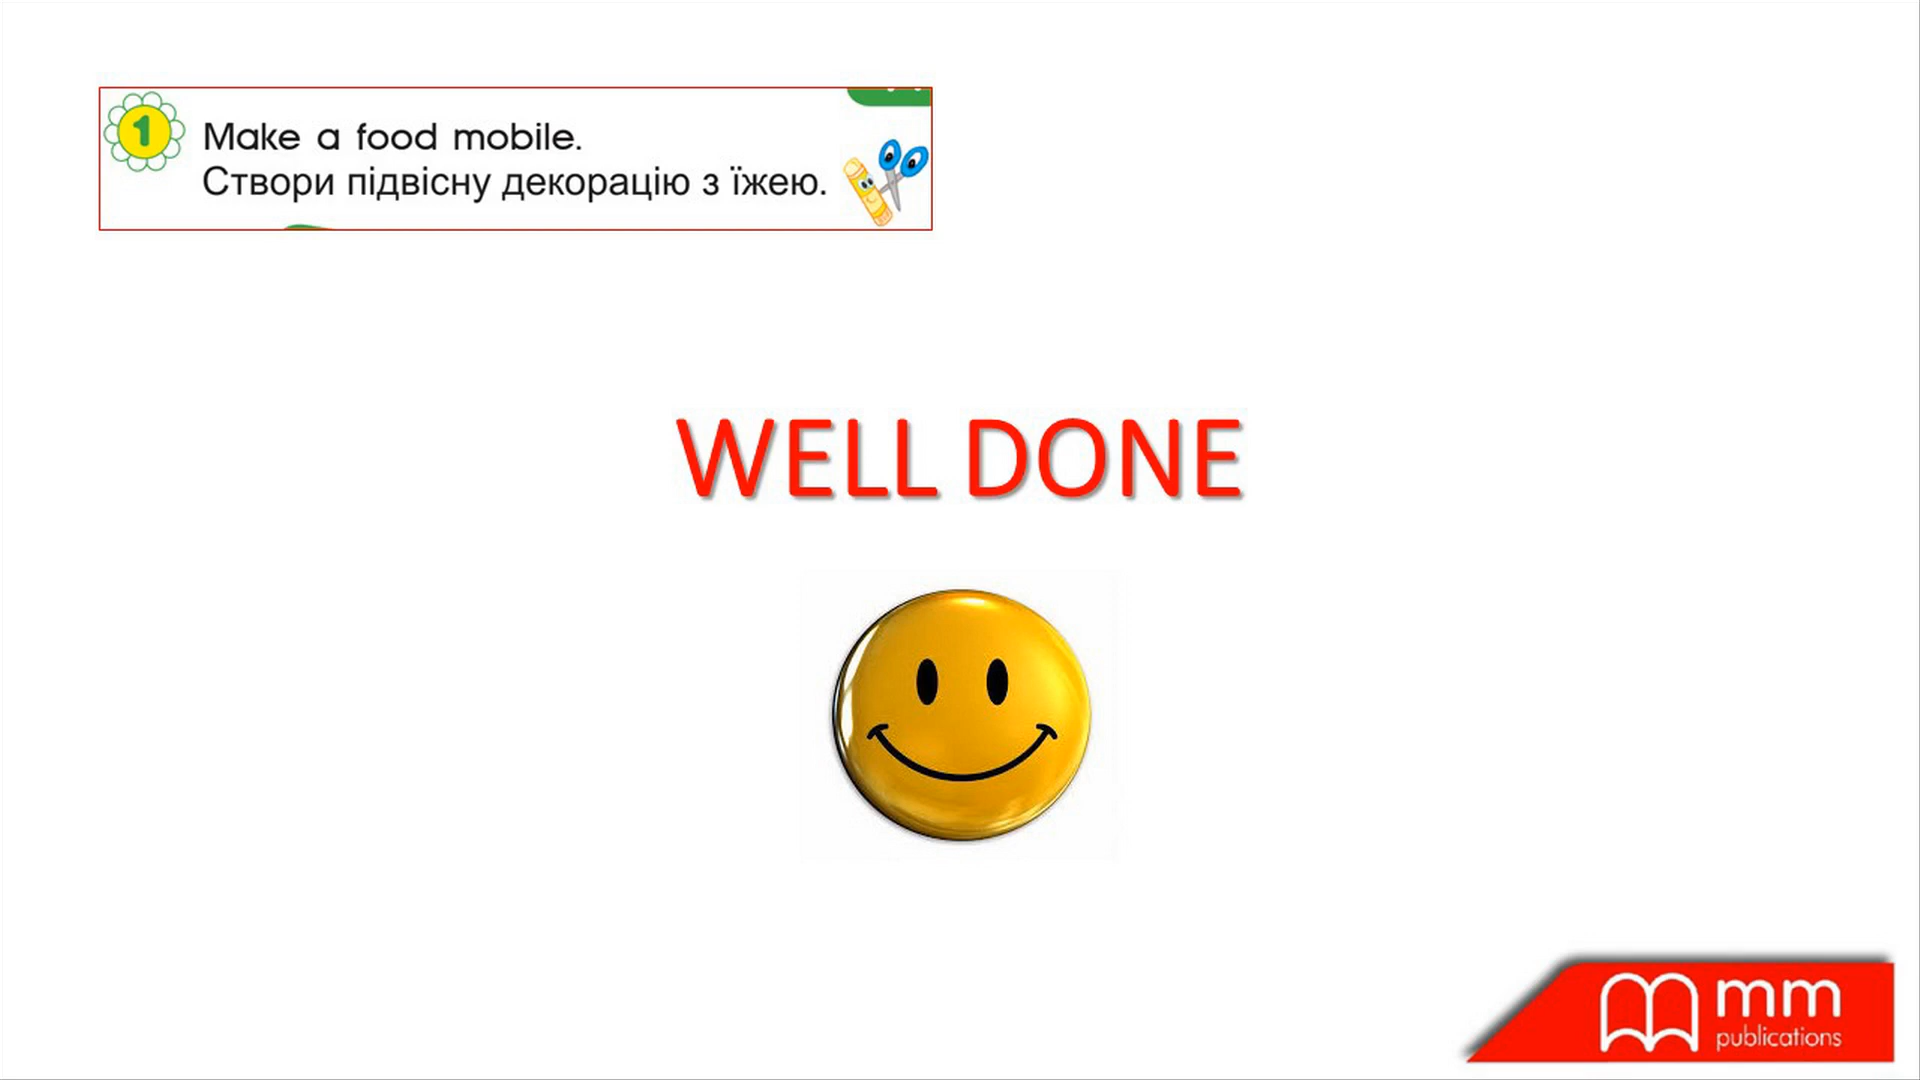 1
Make a food mobile.
Створи підвісну декорацію з їжею.
WELL DONE
mm
publications